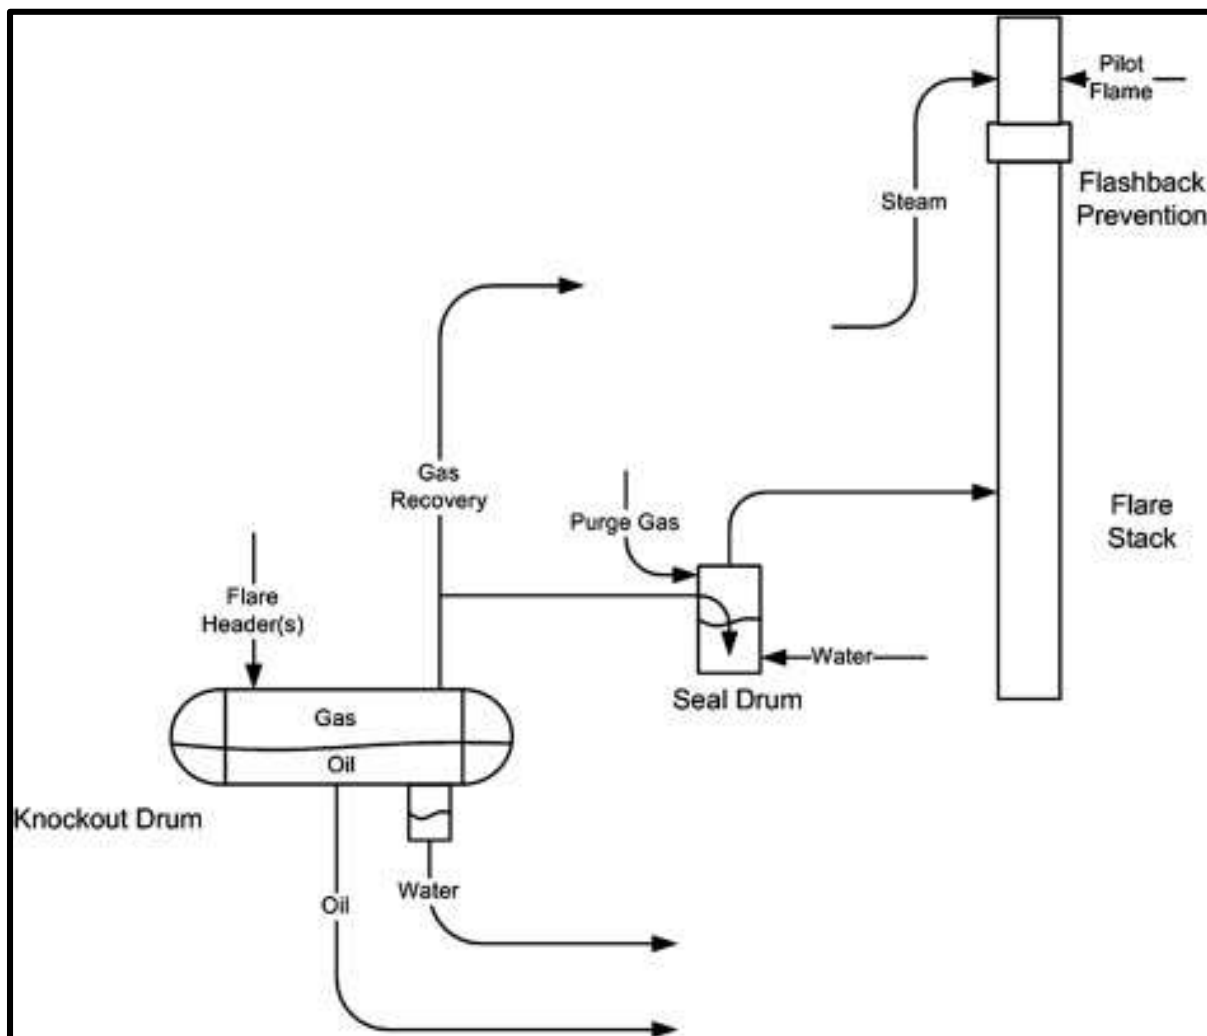 Pilot
Flame
Flashback
Prevention
Steam
Gas
Recovery
Purge Gas
Flare
Stack
Flare
Header(s)
Water
Seal Drum
Gas
Oil
Knockout Drum
Water
Oil